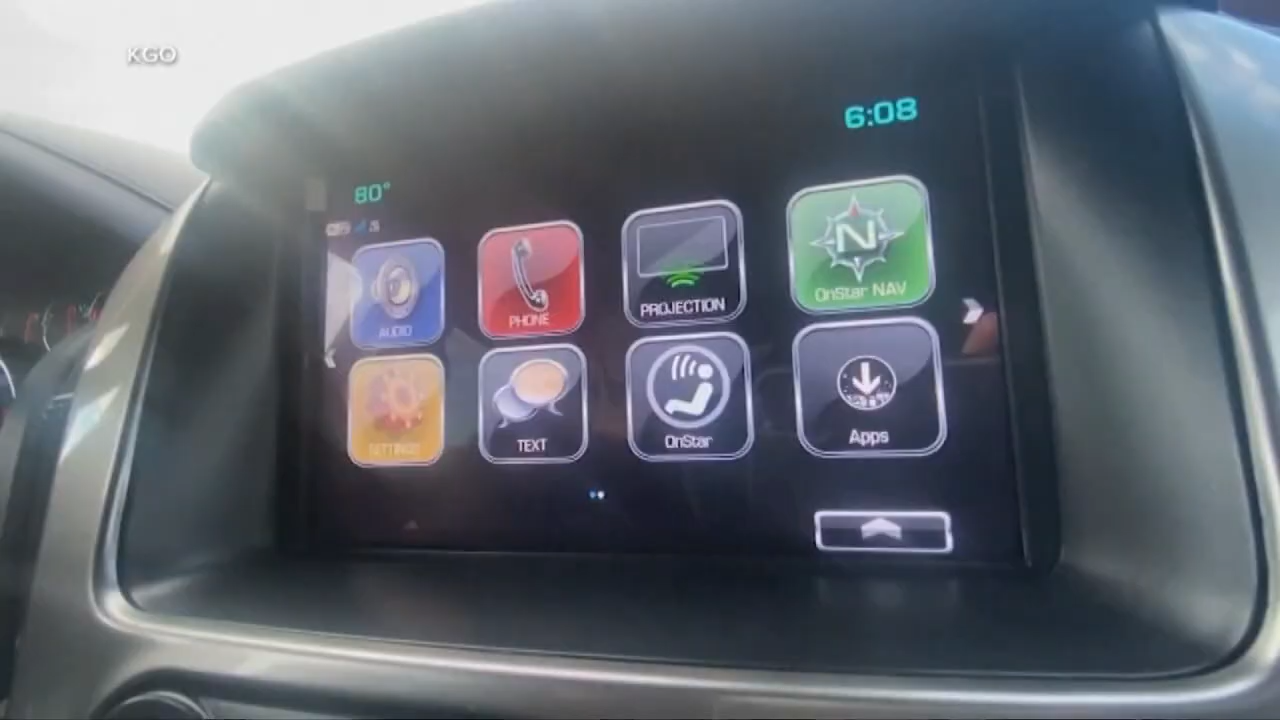 KGO
6:08
80°
AUDIO
PHONE
PROJECTION
N
OnStar NAV
SETTINGS
TEXT
OnStar
Apps